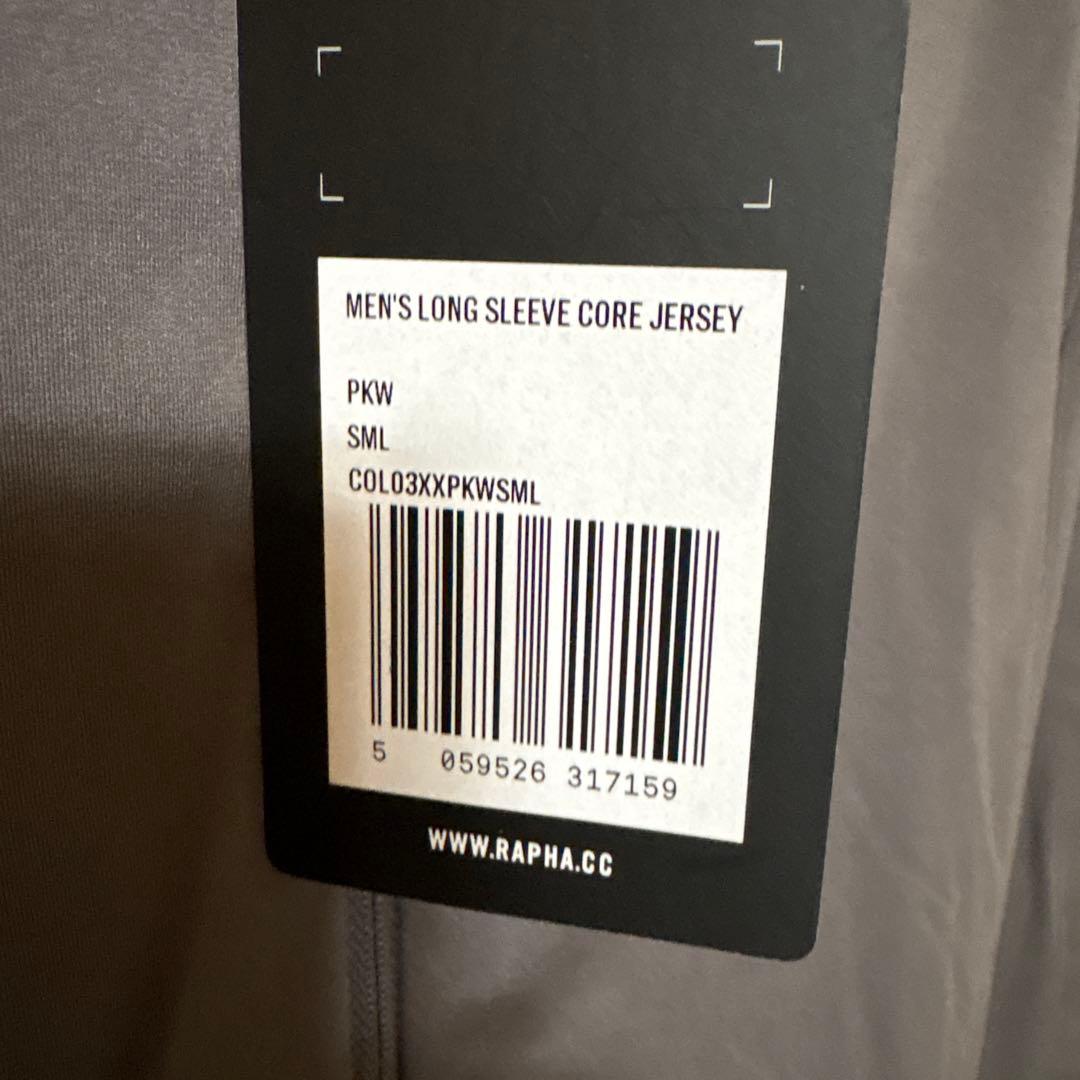 MEN'S LONG SLEEVE CORE JERSEY
PKW
SML
COL03XXPKWSML
5 059526 317159
WWW.RAPHA.CC